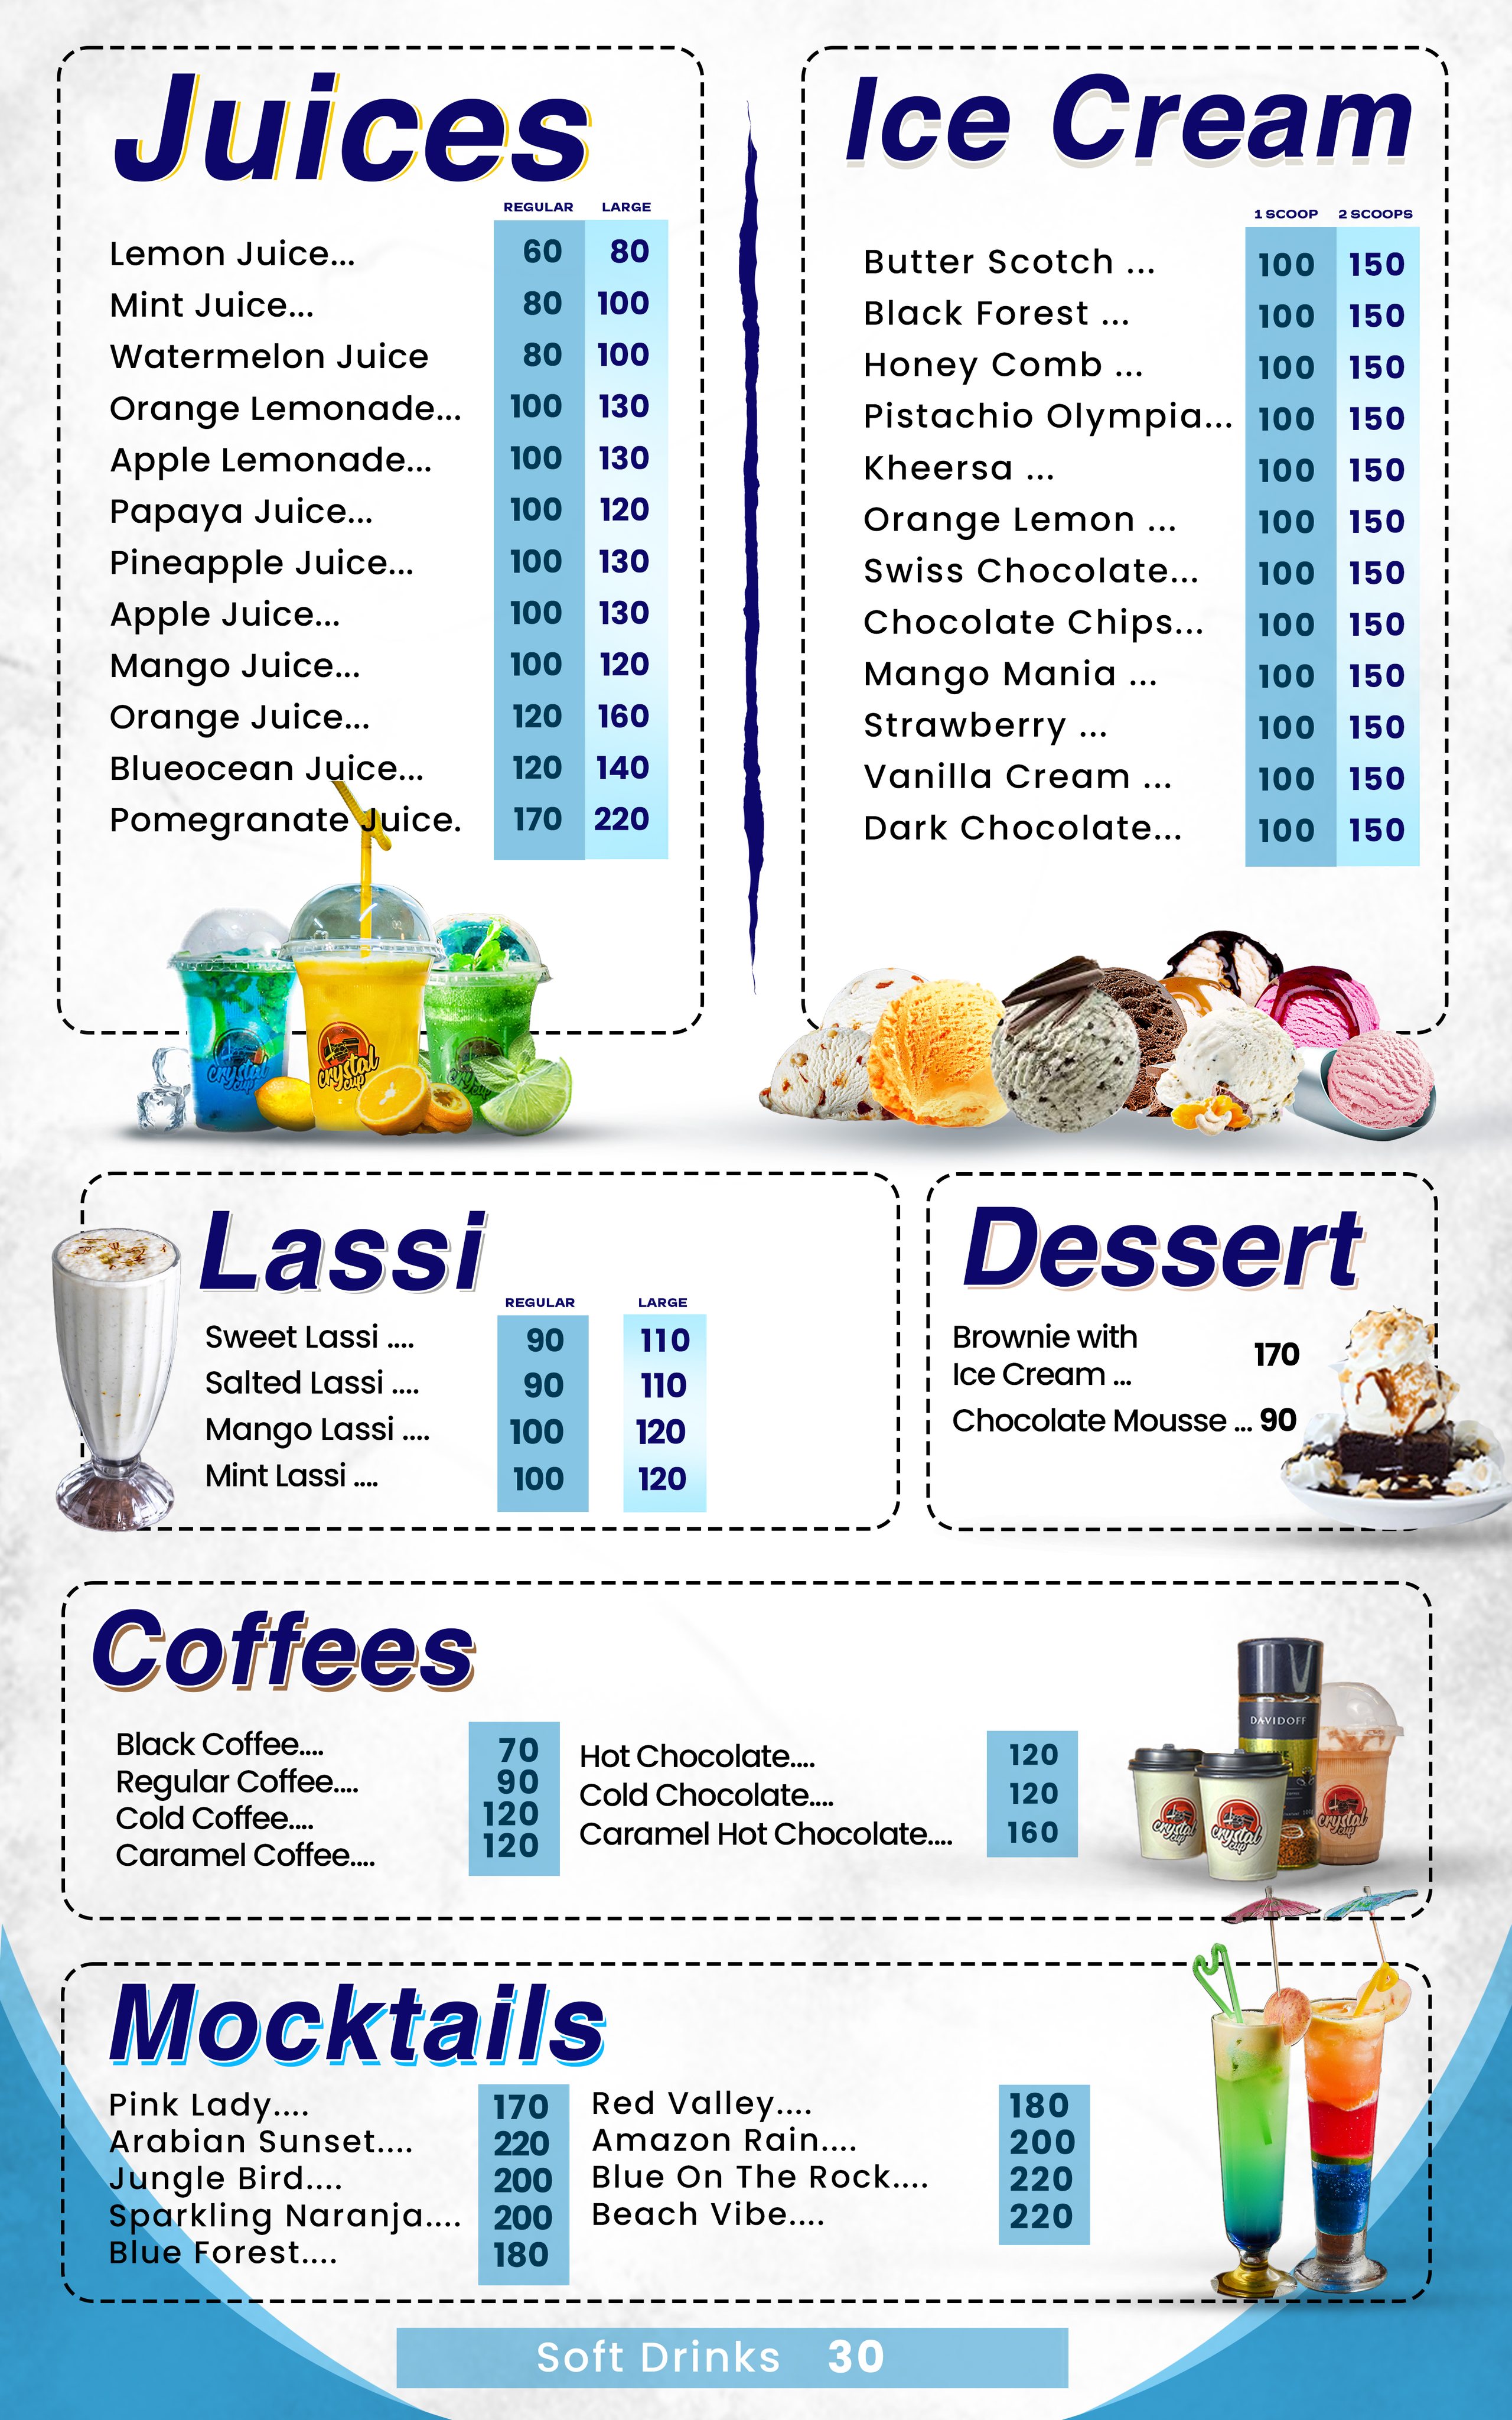 Juices
REGULAR LARGE
Lemon Juice... 60 80
Mint Juice... 80 100
Watermelon Juice 80 100
Orange Lemonade... 100 130
Apple Lemonade... 100 130
Papaya Juice... 100 120
Pineapple Juice... 100 130
Apple Juice... 100 130
Mango Juice... 100 120
Orange Juice... 120 160
Blueocean Juice... 120 140
Pomegranate Juice. 170 220
crystal cup
crystal cup
crystal cup
Ice Cream
1 SCOOP 2 SCOOPS
Butter Scotch ... 100 150
Black Forest ... 100 150
Honey Comb ... 100 150
Pistachio Olympia... 100 150
Kheersa ... 100 150
Orange Lemon ... 100 150
Swiss Chocolate... 100 150
Chocolate Chips... 100 150
Mango Mania ... 100 150
Strawberry ... 100 150
Vanilla Cream ... 100 150
Dark Chocolate... 100 150
Lassi
REGULAR LARGE
Sweet Lassi .... 90 110
Salted Lassi .... 90 110
Mango Lassi .... 100 120
Mint Lassi .... 100 120
Dessert
Brownie with
Ice Cream ... 170
Chocolate Mousse ... 90
Coffees
Black Coffee.... 70
Regular Coffee.... 90
Cold Coffee.... 120
Caramel Coffee.... 120
Hot Chocolate.... 120
Cold Chocolate.... 120
Caramel Hot Chocolate.... 160
DAVIDOFF
crystal cup
crystal cup
crystal cup
Mocktails
Pink Lady.... 170
Arabian Sunset.... 220
Jungle Bird.... 200
Sparkling Naranja.... 200
Blue Forest.... 180
Red Valley.... 180
Amazon Rain.... 200
Blue On The Rock.... 220
Beach Vibe.... 220
Soft Drinks 30